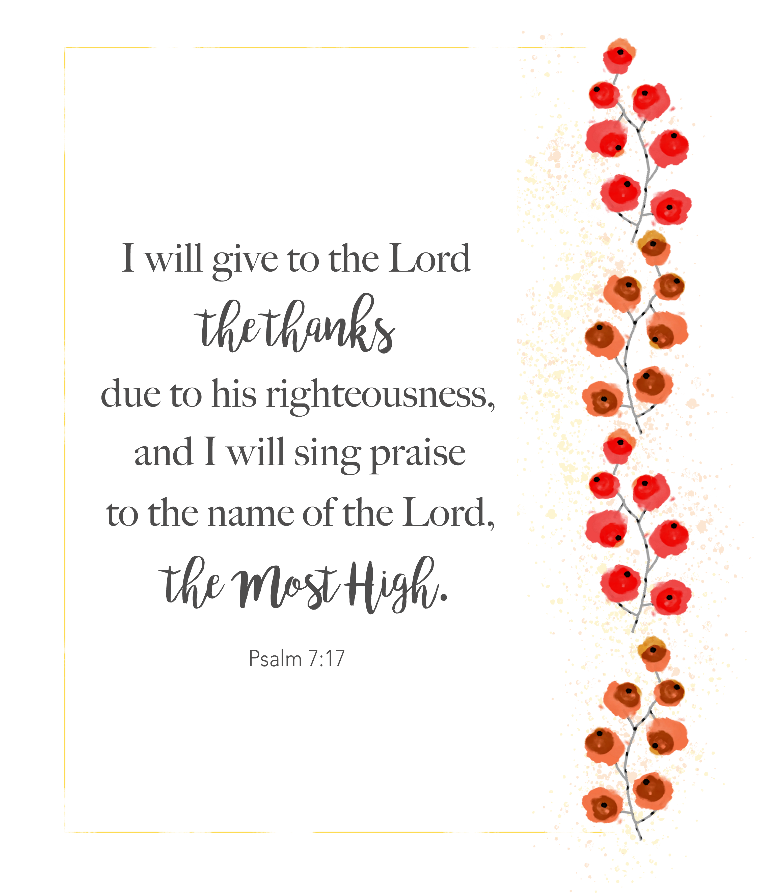 I will give to the Lord
the thanks
due to his righteousness,
and I will sing praise
to the name of the Lord,
the Most High.
Psalm 7:17